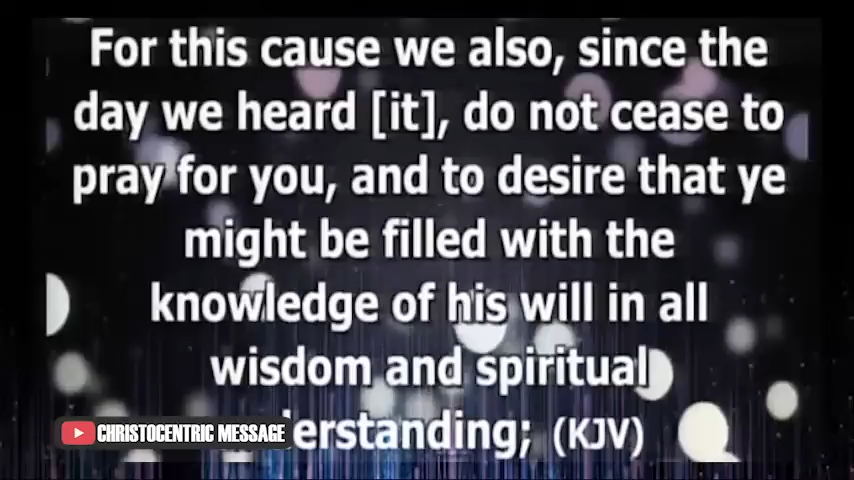 For this cause we also, since the
day we heard [it], do not cease to
pray for you, and to desire that ye
might be filled with the
knowledge of his will in all
wisdom and spiritual
erstanding; (KJV)
CHRISTOCENTRIC MESSAGE